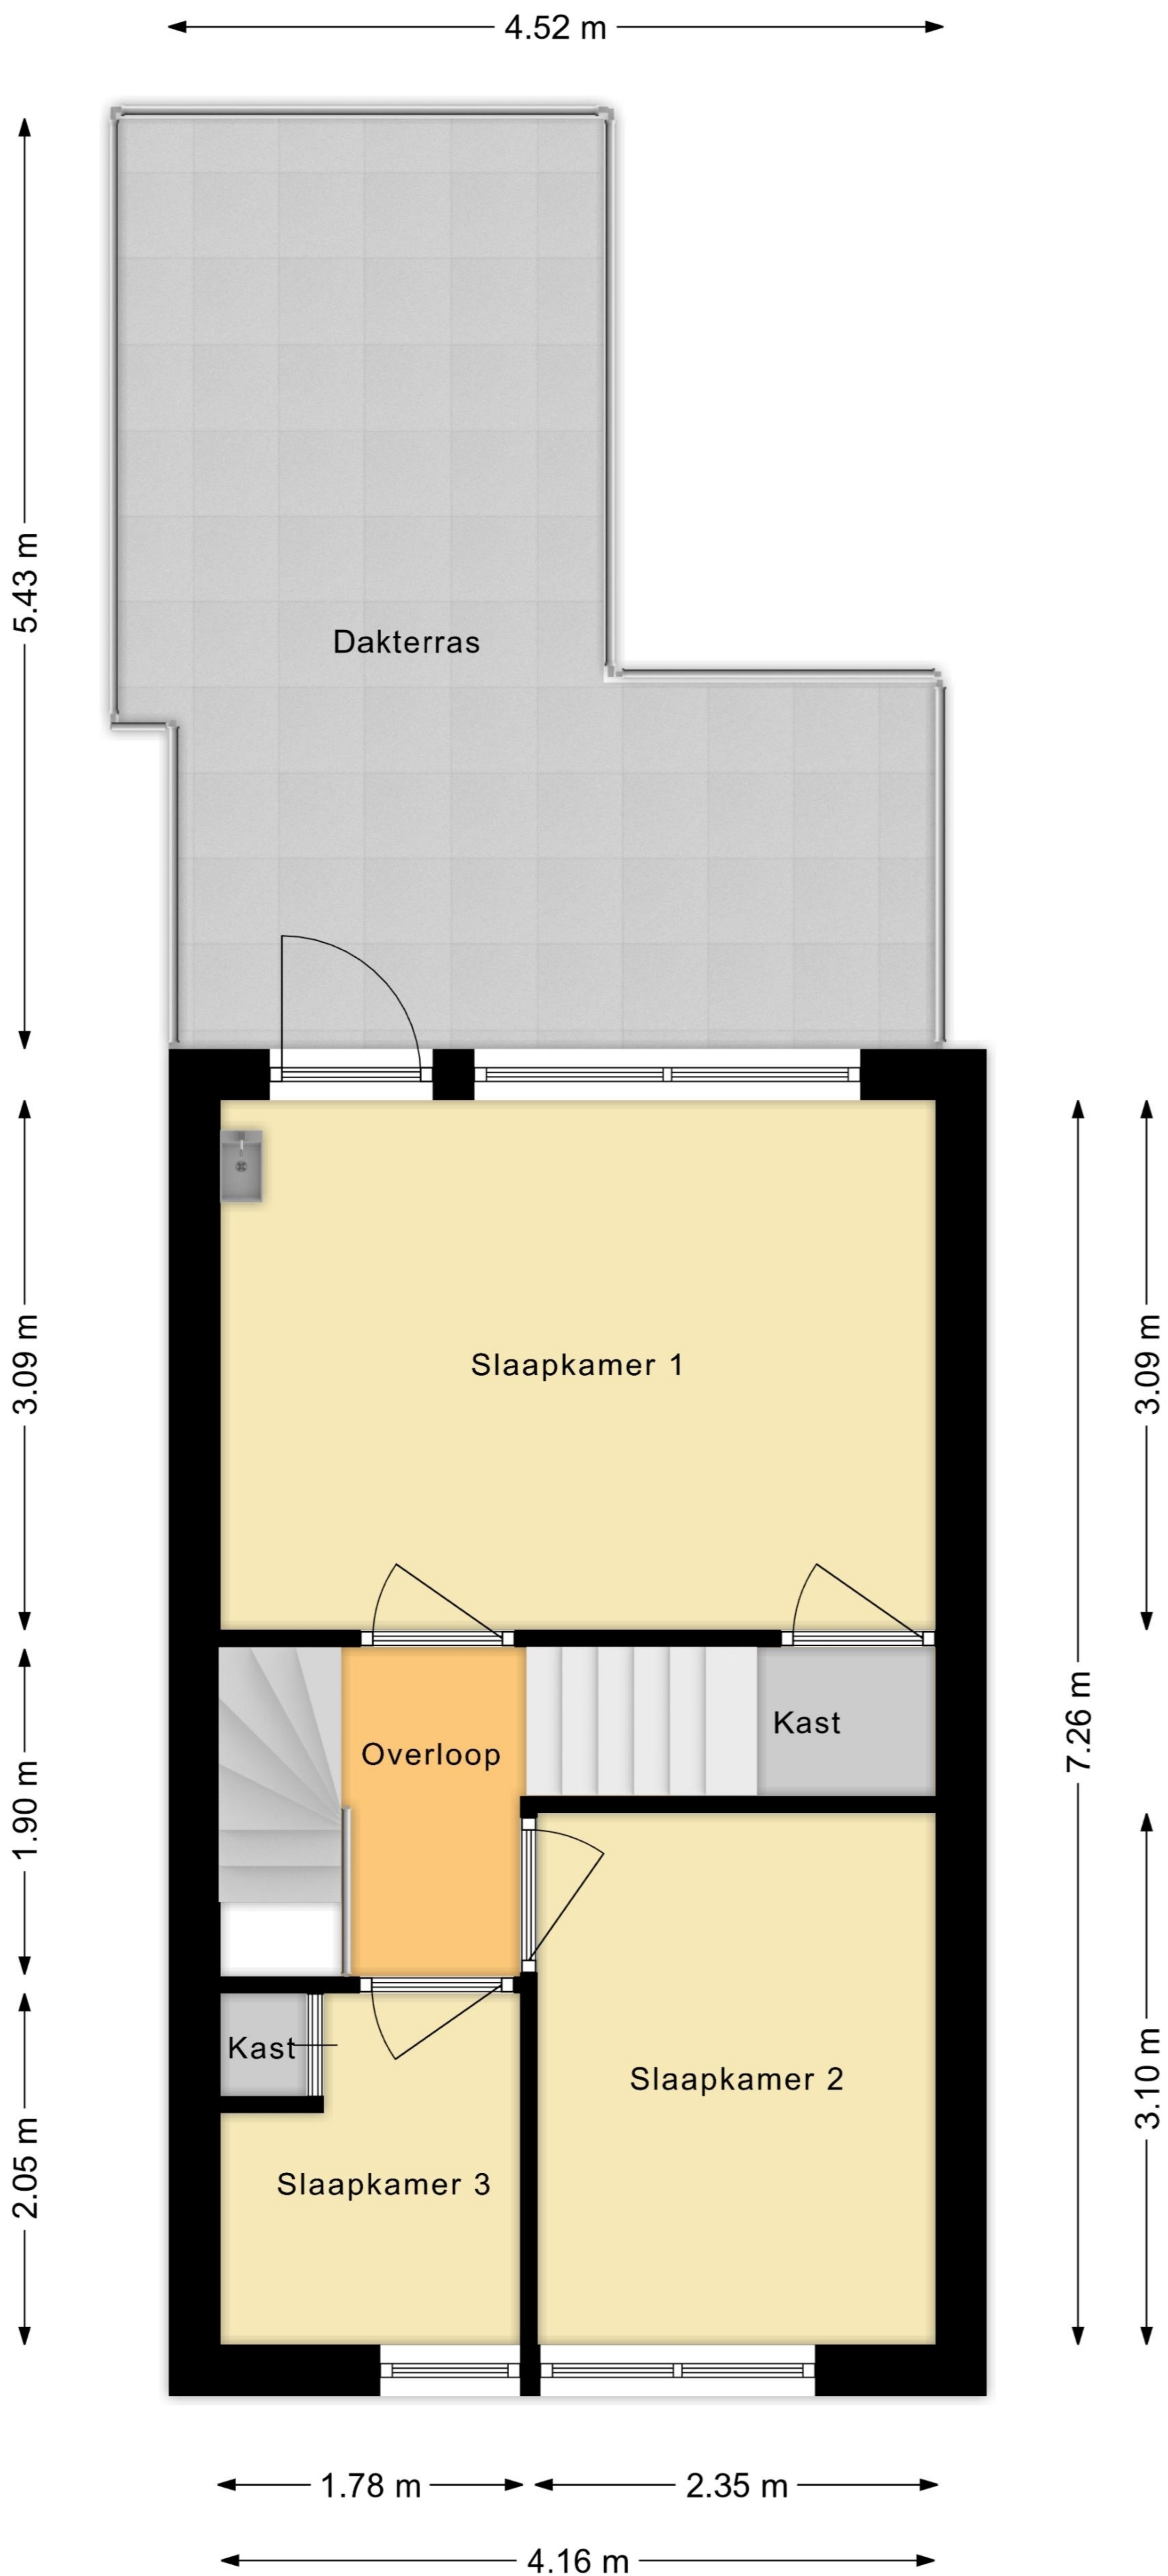 4.52 m
5.43 m
Dakterras
3.09 m
3.09 m
Slaapkamer 1
7.26 m
Kast
Overloop
1.90 m
Kast
Slaapkamer 2
3.10 m
2.05 m
Slaapkamer 3
1.78 m
2.35 m
4.16 m